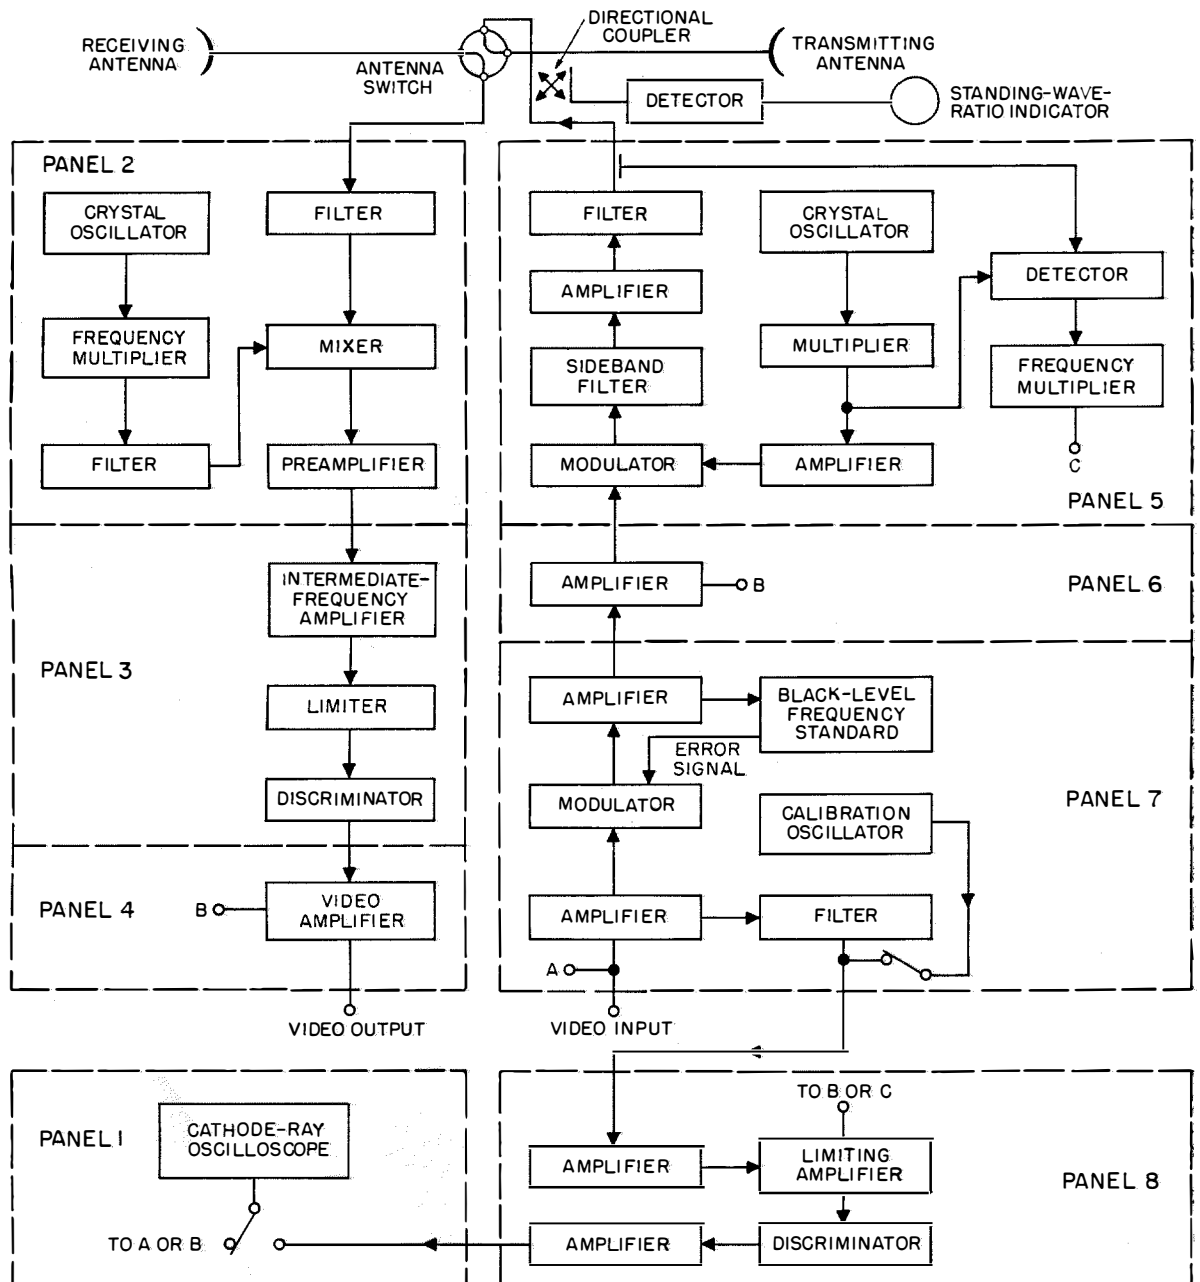 RECEIVING
ANTENNA
ANTENNA
SWITCH
DIRECTIONAL
COUPLER
TRANSMITTING
ANTENNA
DETECTOR
STANDING-WAVE-
RATIO INDICATOR
PANEL 2
CRYSTAL
OSCILLATOR
FILTER
FREQUENCY
MULTIPLIER
MIXER
FILTER
PREAMPLIFIER
FILTER
CRYSTAL
OSCILLATOR
DETECTOR
AMPLIFIER
SIDEBAND
FILTER
MULTIPLIER
FREQUENCY
MULTIPLIER
MODULATOR
AMPLIFIER
C
PANEL 5
PANEL 3
INTERMEDIATE-
FREQUENCY
AMPLIFIER
LIMITER
DISCRIMINATOR
AMPLIFIER
B
PANEL 6
AMPLIFIER
BLACK-LEVEL
FREQUENCY
STANDARD
ERROR
SIGNAL
MODULATOR
CALIBRATION
OSCILLATOR
PANEL 7
PANEL 4
B
VIDEO
AMPLIFIER
VIDEO OUTPUT
AMPLIFIER
FILTER
A
VIDEO INPUT
PANEL 1
CATHODE-RAY
OSCILLOSCOPE
TO A OR B
TO B OR C
AMPLIFIER
LIMITING
AMPLIFIER
PANEL 8
AMPLIFIER
DISCRIMINATOR